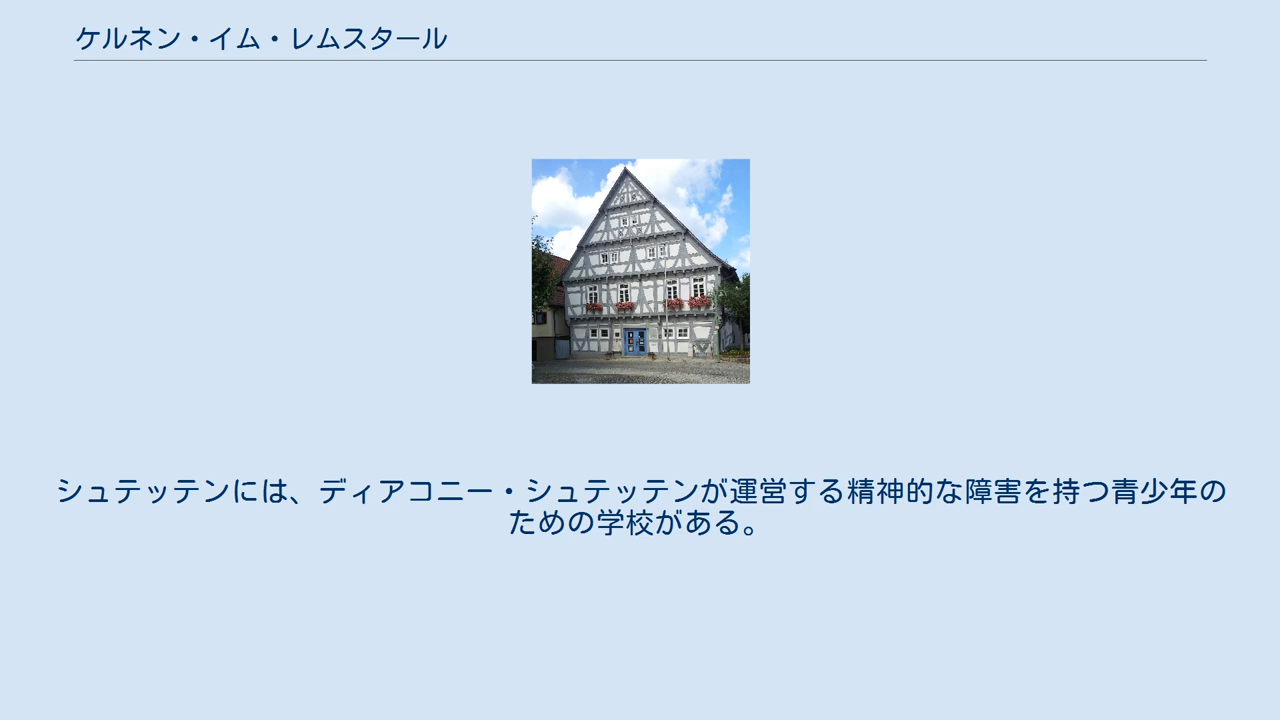 ケルネン・イム・レムスタール
シュテッテンには、ディアコニー・シュテッテンが運営する精神的な障害を持つ青少年の
ための学校がある。